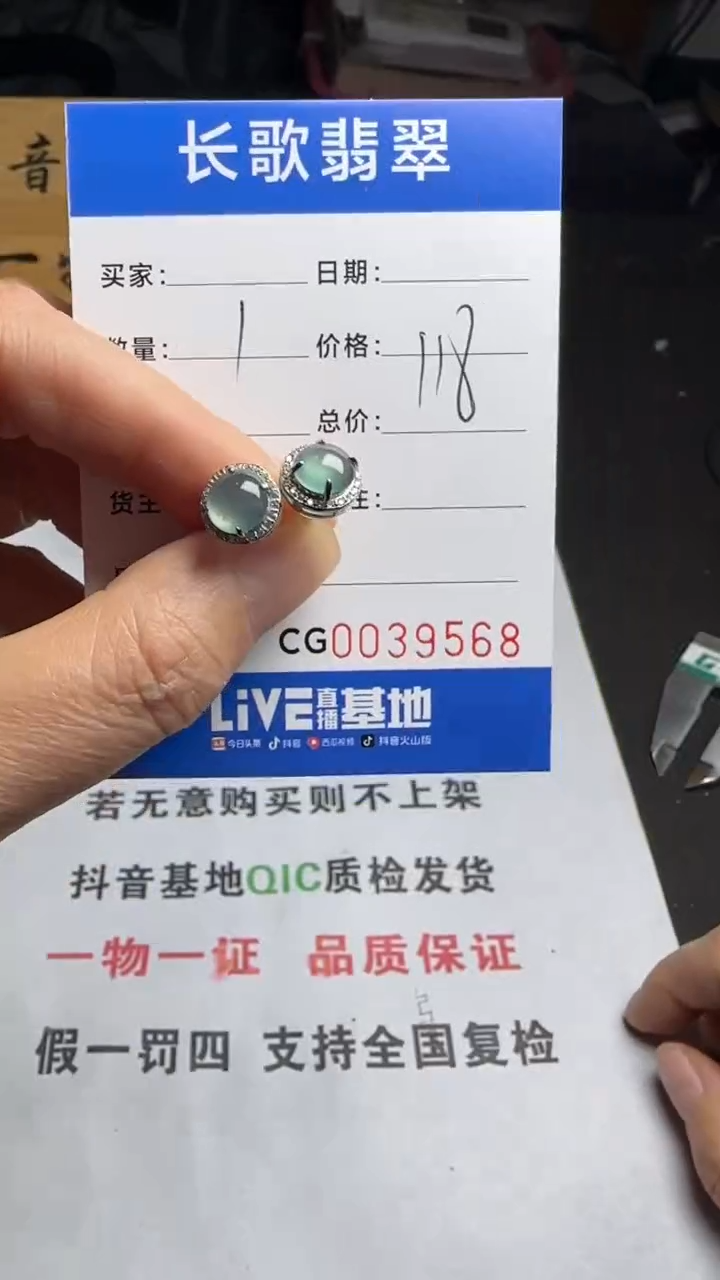 长歌翡翠
音
买家: 日期:
数量: 1 价格: 118
总价:
货主
CG0039568
LiVE直播基地
今日头条 抖音 西瓜视频 抖音火山版
若无意购买则不上架
抖音基地QIC质检发货
一物一证 品质保证
假一罚四 支持全国复检